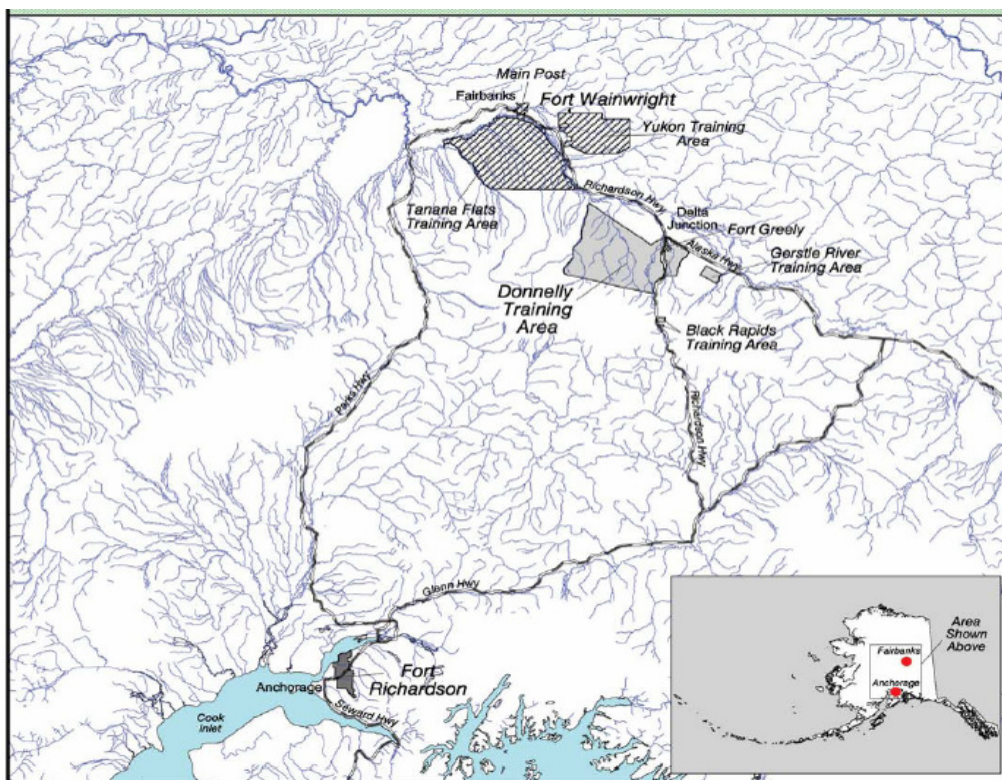 Main Post
Fairbanks
Fort Wainwright
Yukon Training
Area
Richardson Hwy
Tanana Flats
Training Area
Delta
Junction
Fort Greely
Alaska Hwy
Gerstle River
Training Area
Donnelly
Training
Area
Black Rapids
Training Area
Parks Hwy
Richardson Hwy
Glenn Hwy
Fort
Richardson
Anchorage
Seward Hwy
Cook
Inlet
Area
Shown
Above
Fairbanks
Anchorage